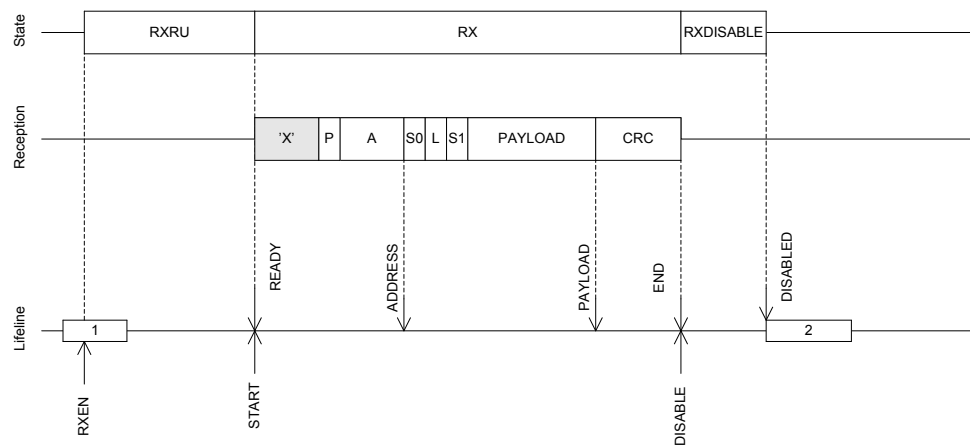 State
RXRU
RX
RXDISABLE
Reception
'X'
P
A
S0
L
S1
PAYLOAD
CRC
READY
ADDRESS
PAYLOAD
END
DISABLED
Lifeline
1
2
RXEN
START
DISABLE